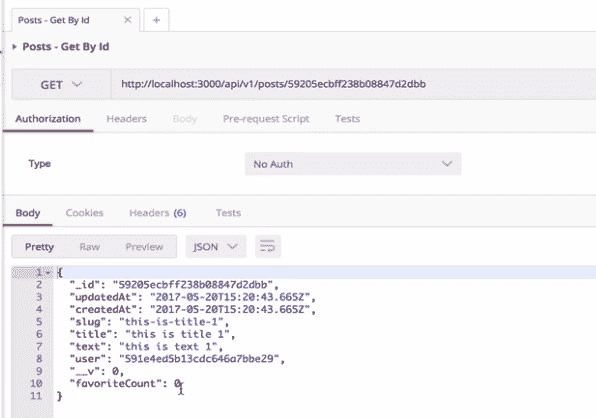 Posts - Get By Id × +
Posts - Get By Id
GET http://localhost:3000/api/v1/posts/59205ecbff238b08847d2dbb
Authorization Headers Body Pre-request Script Tests
Type No Auth
Body Cookies Headers (6) Tests
Pretty Raw Preview JSON
1 {
2 "_id": "59205ecbff238b08847d2dbb",
3 "updatedAt": "2017-05-20T15:20:43.665Z",
4 "createdAt": "2017-05-20T15:20:43.665Z",
5 "slug": "this-is-title-1",
6 "title": "this is title 1",
7 "text": "this is text 1",
8 "user": "591e4ed5b13cdc646a7bbe29",
9 "__v": 0,
10 "favoriteCount": 0
11 }